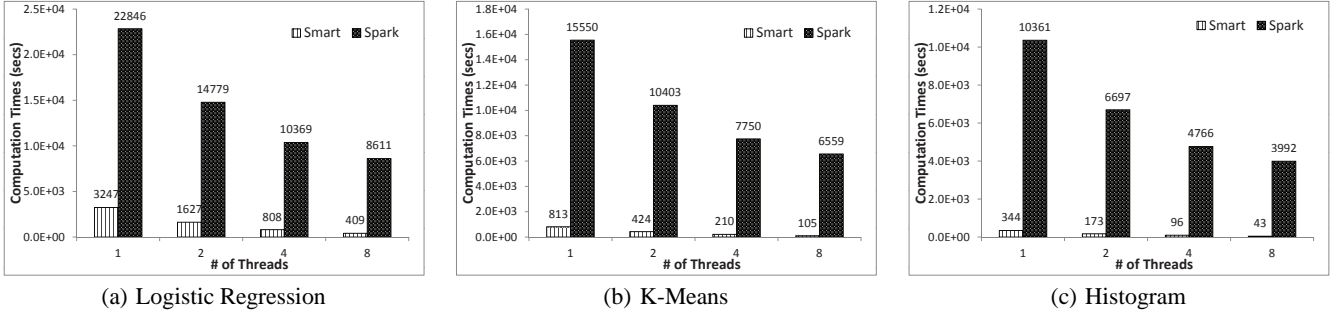 Computation Times (secs)
2.5E+04
2.0E+04
1.5E+04
1.0E+04
5.0E+03
0.0E+00
Smart Spark
22846
14779
10369
8611
3247
1627
808
409
1 2 4 8
# of Threads
(a) Logistic Regression
Computation Times (secs)
1.8E+04
1.6E+04
1.4E+04
1.2E+04
1.0E+04
8.0E+03
6.0E+03
4.0E+03
2.0E+03
0.0E+00
Smart Spark
15550
10403
7750
6559
813
424
210
105
1 2 4 8
# of Threads
(b) K-Means
Computation Times (secs)
1.2E+04
1.0E+04
8.0E+03
6.0E+03
4.0E+03
2.0E+03
0.0E+00
Smart Spark
10361
6697
4766
3992
344
173
96
43
1 2 4 8
# of Threads
(c) Histogram